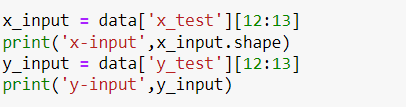 x_input = data['x_test'][12:13]
print('x-input',x_input.shape)
y_input = data['y_test'][12:13]
print('y-input',y_input)